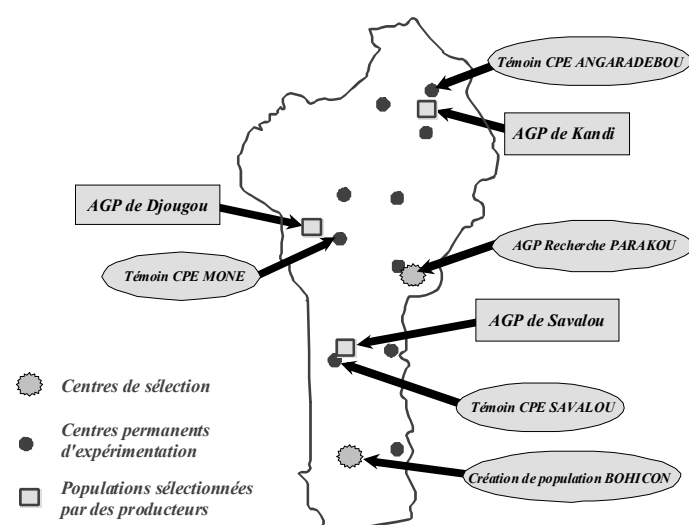 Témoin CPE ANGARADEBOU
AGP de Kandi
AGP de Djougou
AGP Recherche PARAKOU
Témoin CPE MONE
AGP de Savalou
Centres de sélection
Témoin CPE SAVALOU
Centres permanents
d'expérimentation
Création de population BOHICON
Populations sélectionnées
par des producteurs